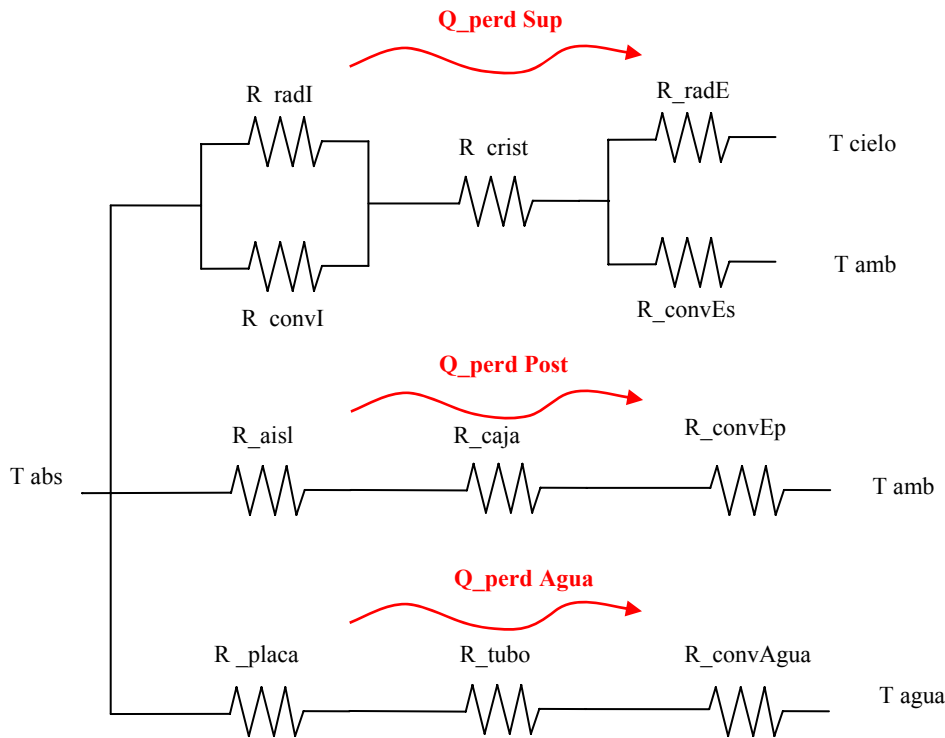 Q_perd Sup
R radI
R_radE
T cielo
R crist
T amb
R convI
R_convEs
Q_perd Post
R_aisl
R_caja
R_convEp
T abs
T amb
Q_perd Agua
R _placa
R_tubo
R_convAgua
T agua